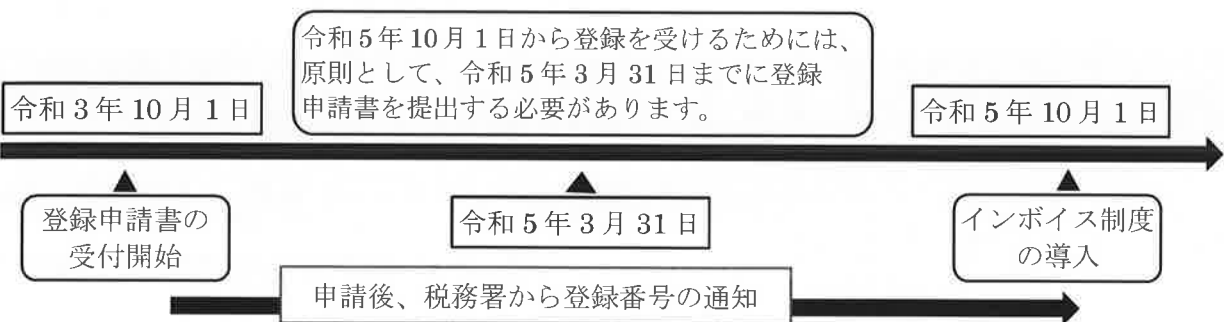 令和5年10月1日から登録を受けるためには、
原則として、令和5年3月31日までに登録
申請書を提出する必要があります。
令和3年10月1日
令和5年10月1日
登録申請書の
受付開始
令和5年3月31日
インボイス制度
の導入
申請後、税務署から登録番号の通知